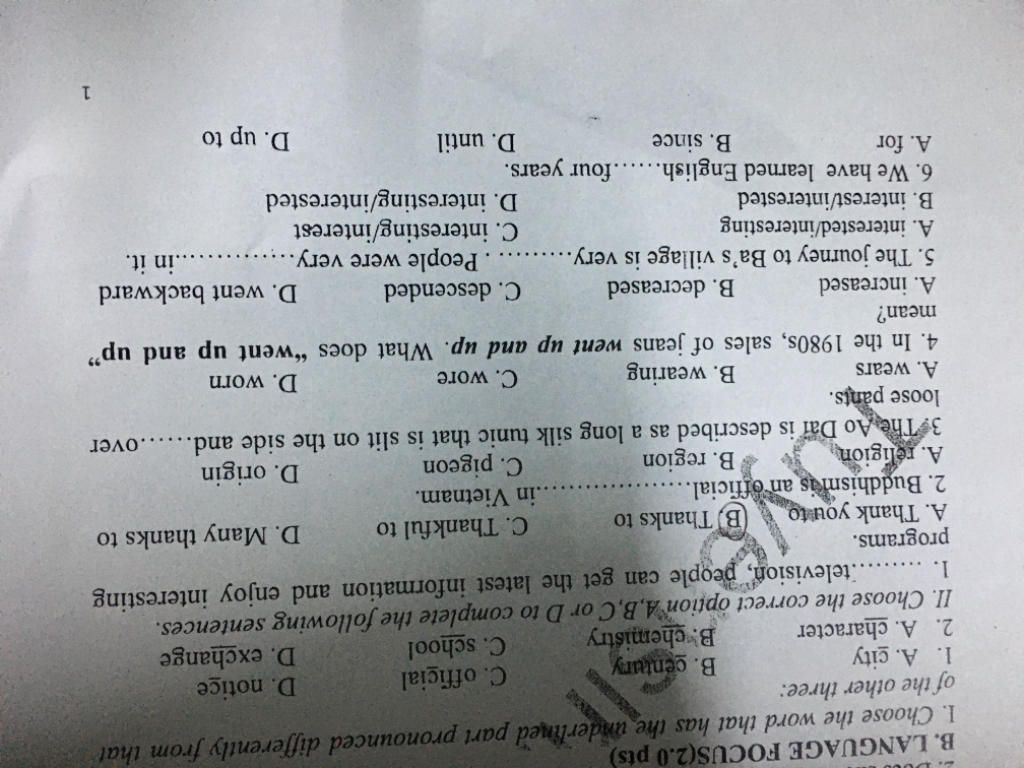 B. LANGUAGE FOCUS(2.0 pts)
I. Choose the word that has the underlined part pronounced differently from that
of the other three:
1. A. city B. century C. official D. notice
2. A. character B. chemistry C. school D. exchange
II. Choose the correct option A,B,C or D to complete the following sentences.
1. ……….television, people can get the latest information and enjoy interesting
programs.
A. Thank you to B. Thanks to C. Thankful to D. Many thanks to
2. Buddhism is an official………………….in Vietnam.
A. religion B. region C. pigeon D. origin
3. The Ao Dai is described as a long silk tunic that is slit on the side and……over
loose pants.
A. wears B. wearing C. wore D. worn
4. In the 1980s, sales of jeans went up and up. What does “went up and up”
mean?
A. increased B. decreased C. descended D. went backward
5. The journey to Ba’s village is very………. . People were very…………..in it.
A. interested/interesting C. interesting/interest
B. interest/interested D. interesting/interested
6. We have learned English……four years.
A. for B. since D. until D. up to
1
Tuyensi